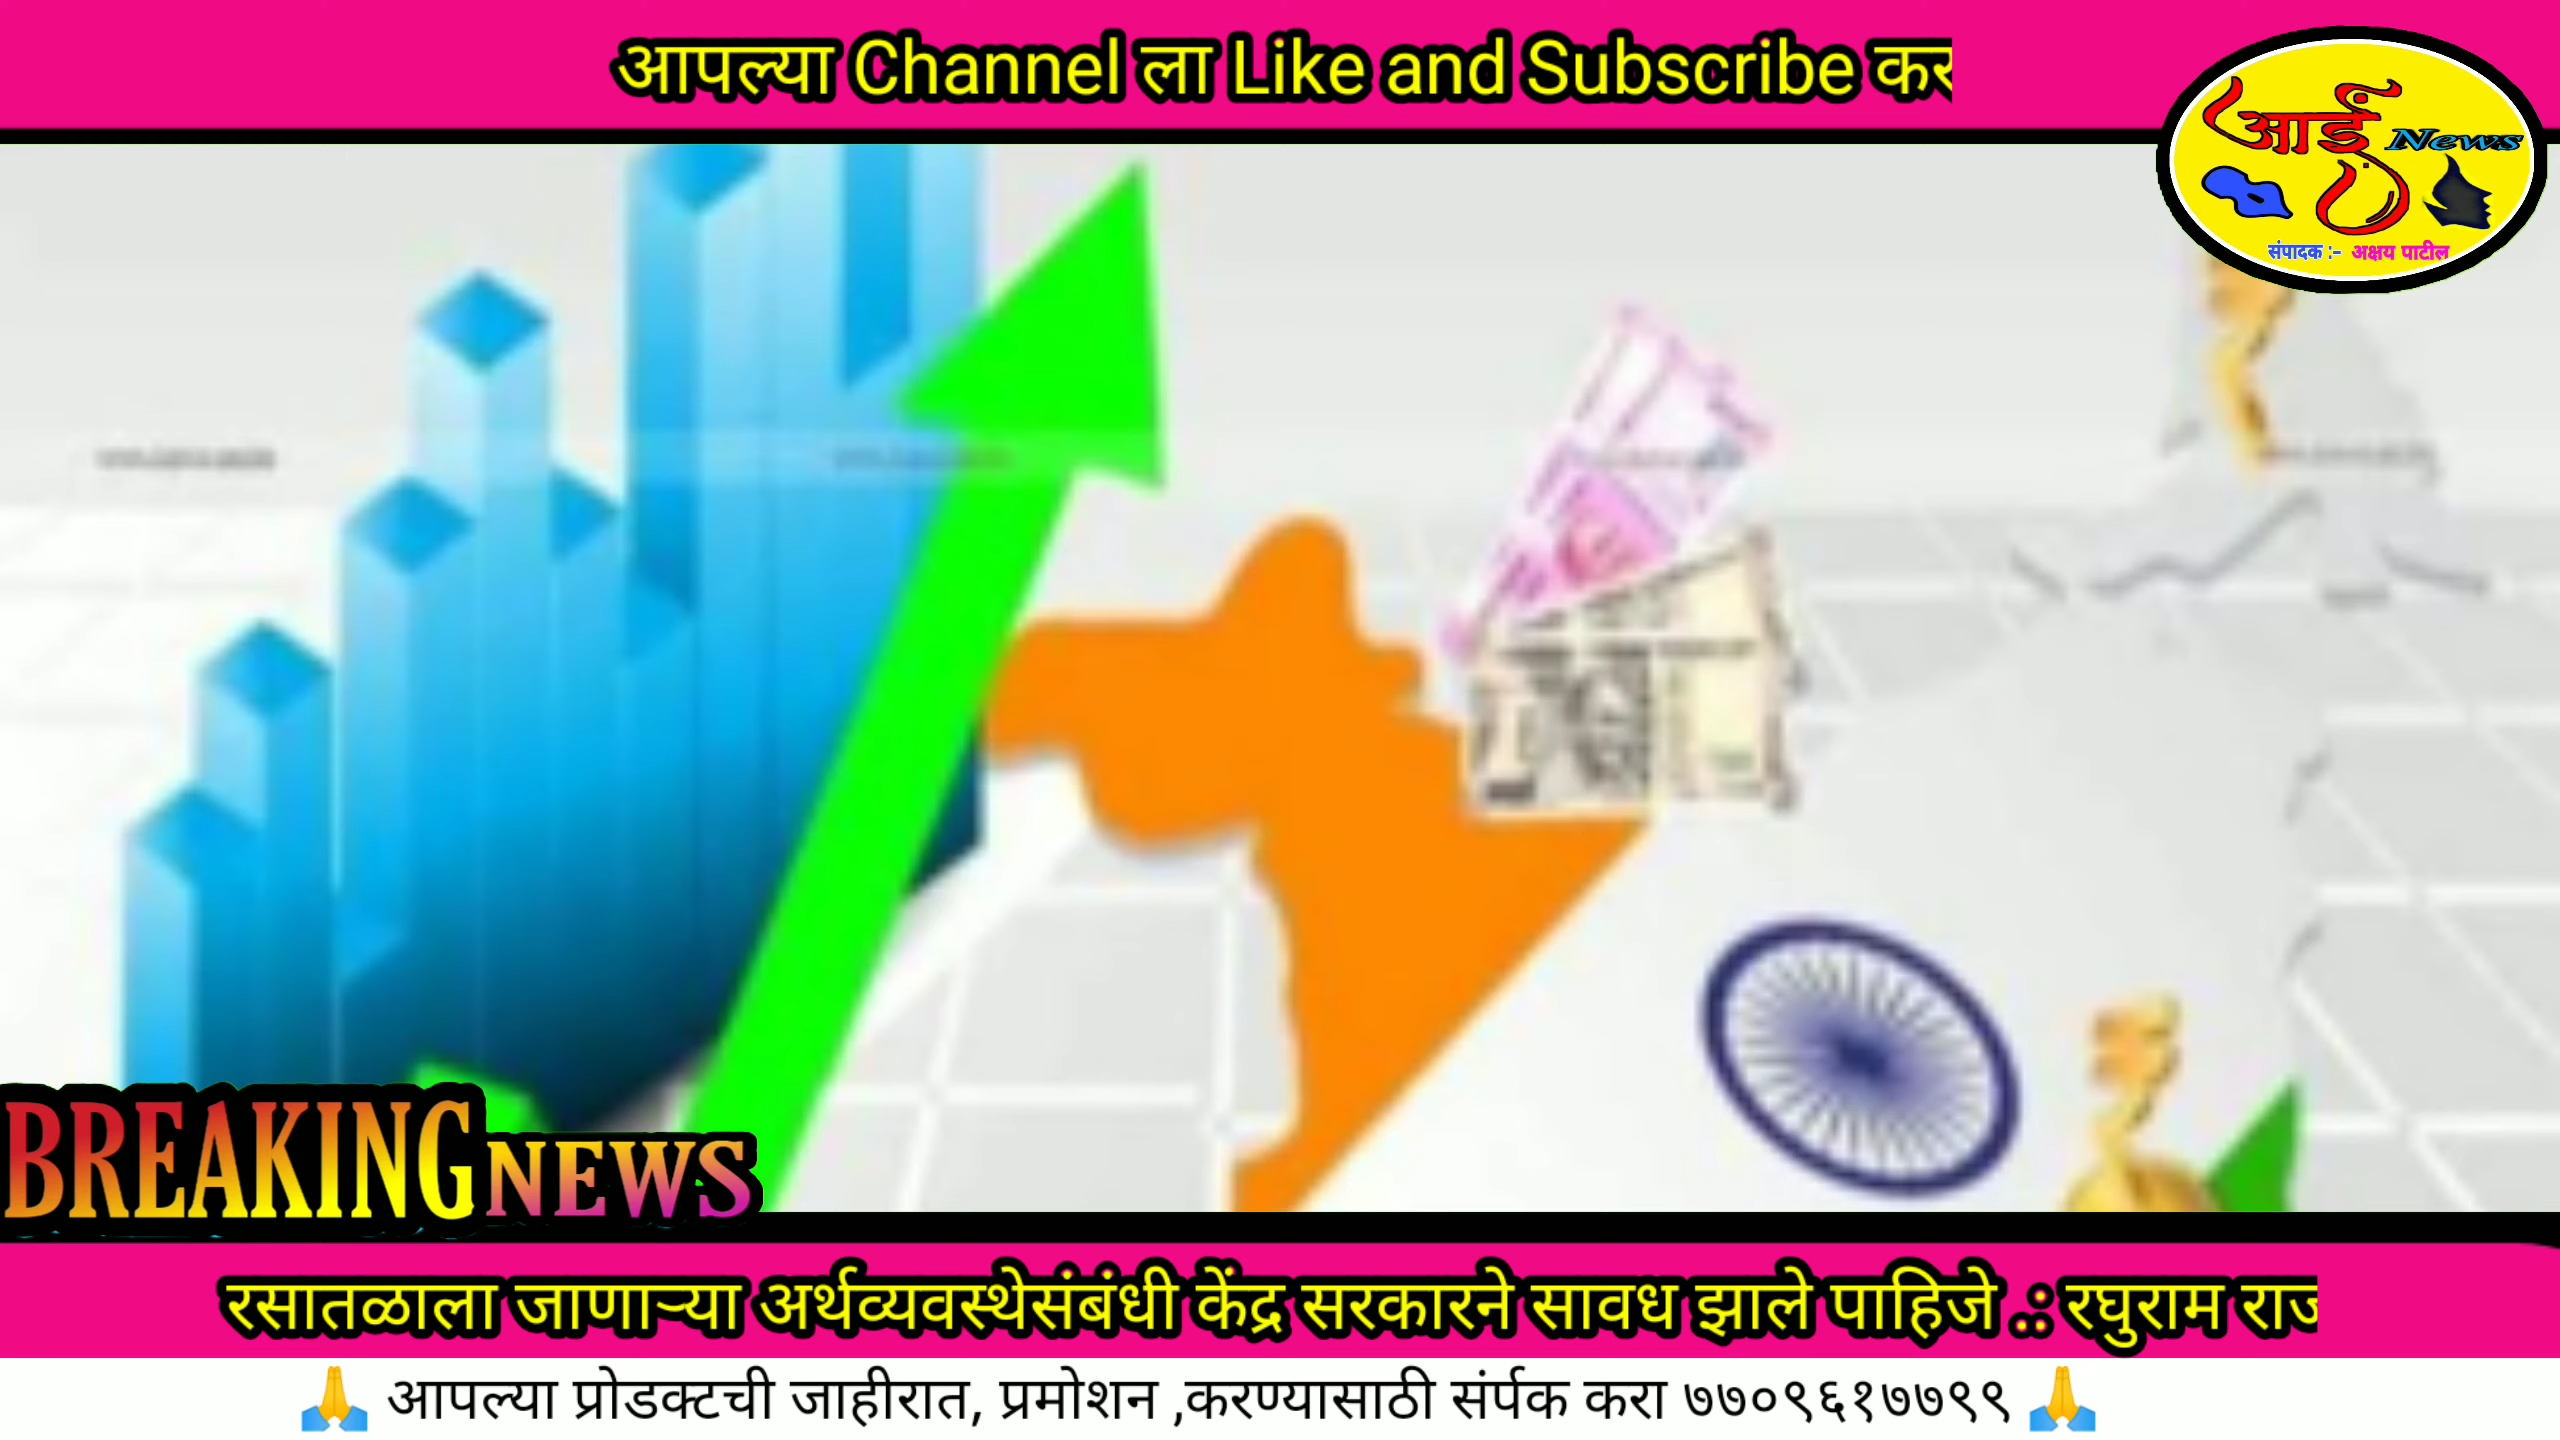 आपल्या Channel ला Like and Subscribe कर
आई News
संपादक :- अक्षय पाटील
BREAKING NEWS
रसातळाला जाणाऱ्या अर्थव्यवस्थेसंबंधी केंद्र सरकारने सावध झाले पाहिजे .: रघुराम राज
🙏 आपल्या प्रोडक्टची जाहीरात, प्रमोशन ,करण्यासाठी संर्पक करा ७७०९६१७७९९ 🙏